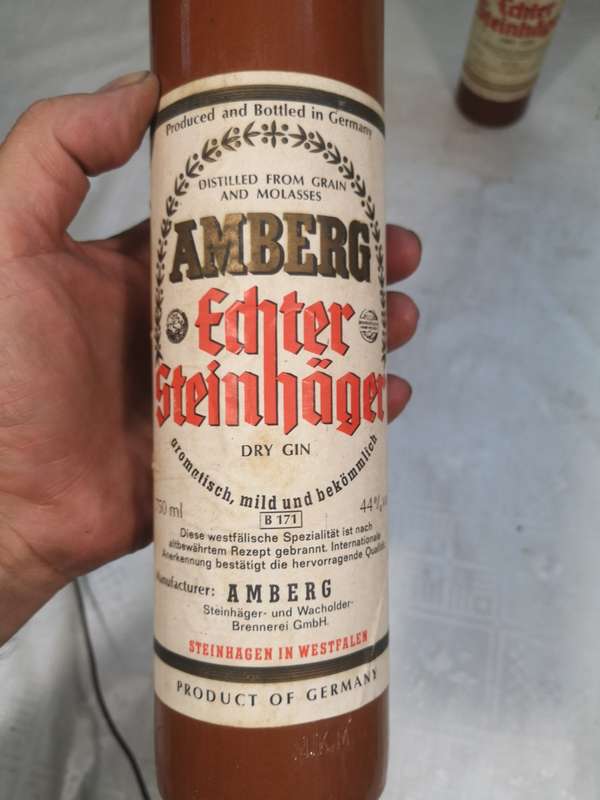 Echter
Steinhäger
DRY GIN
Produced and Bottled in Germany
DISTILLED FROM GRAIN
AND MOLASSES
AMBERG
Echter
Steinhäger
DRY GIN
aromatisch, mild und bekömmlich
750 ml
44%
B 171
Diese westfälische Spezialität ist nach
altbewährtem Rezept gebrannt. Internationale
Anerkennung bestätigt die hervorragende
Manufacturer: AMBERG
Steinhäger- und Wacholder-
Brennerei GmbH.
STEINHAGEN IN WESTFALEN
PRODUCT OF GERMANY